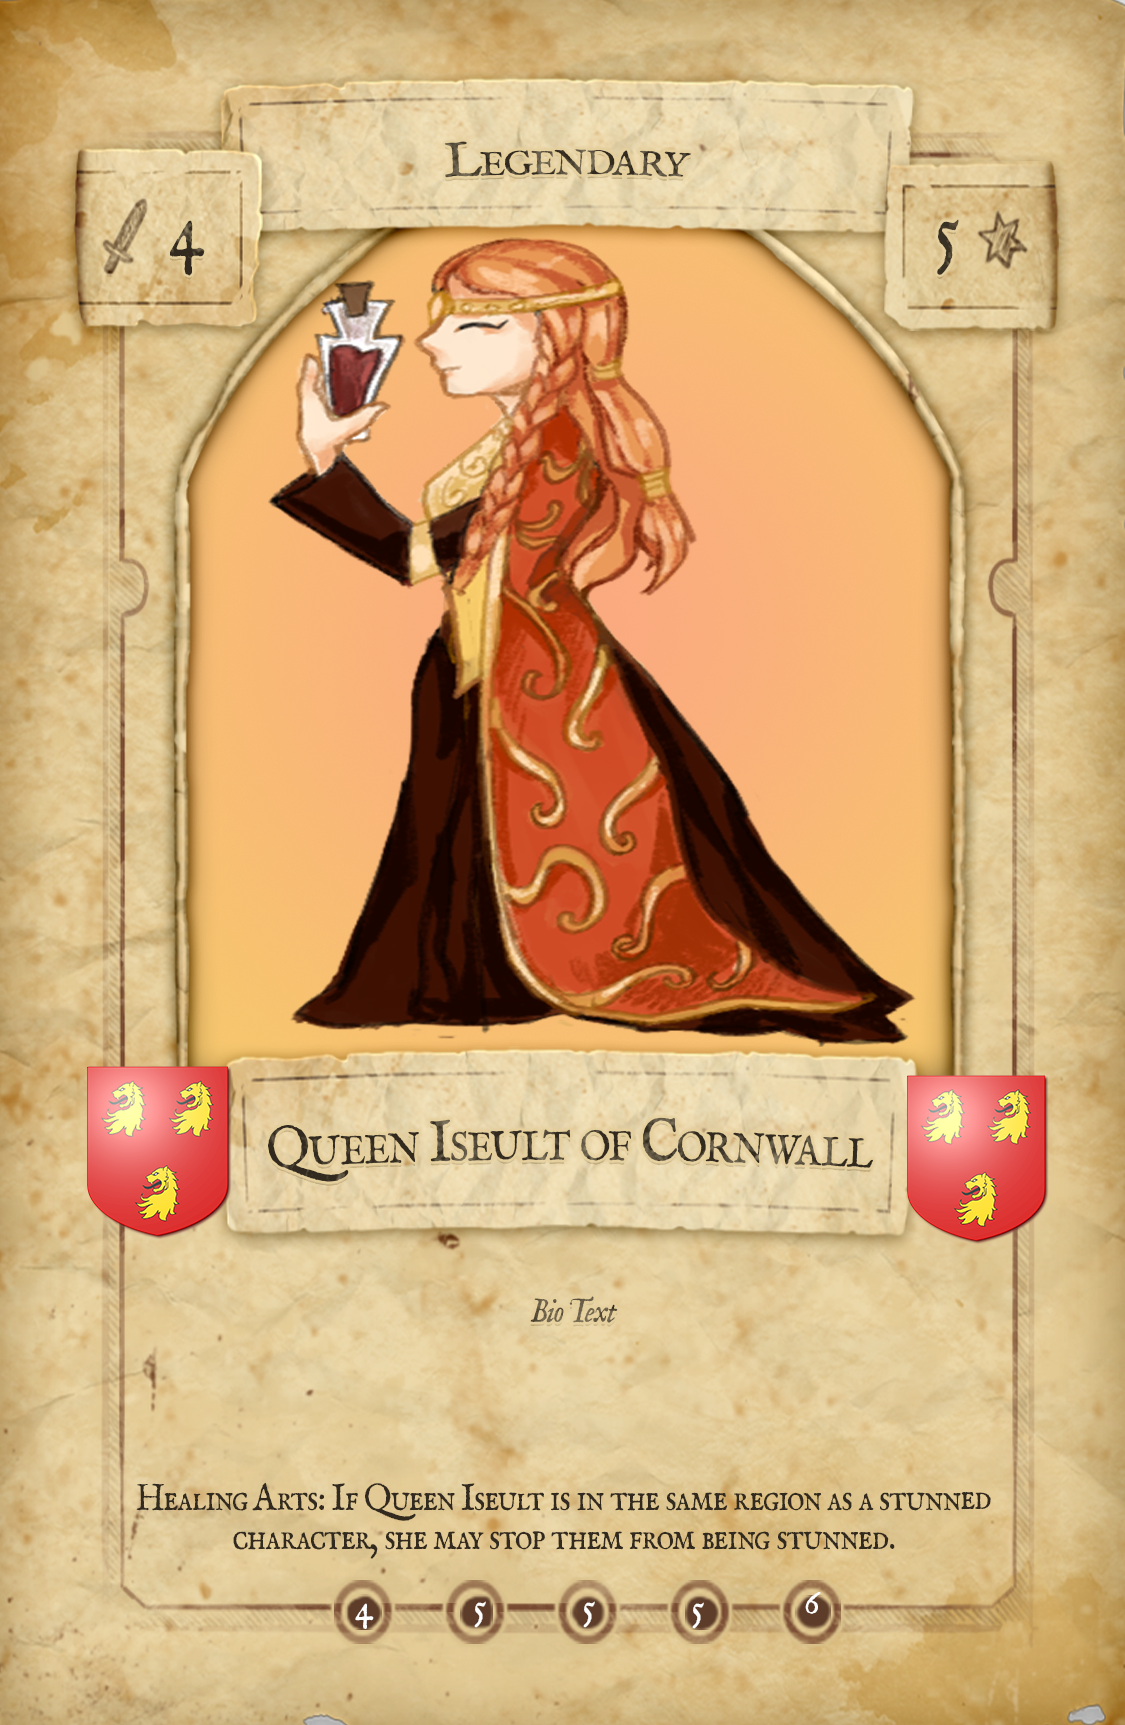 Legendary
4
5
Queen Iseult of Cornwall
Bio Text
Healing Arts: If Queen Iseult is in the same region as a stunned
character, she may stop them from being stunned.
4 5 5 5 6